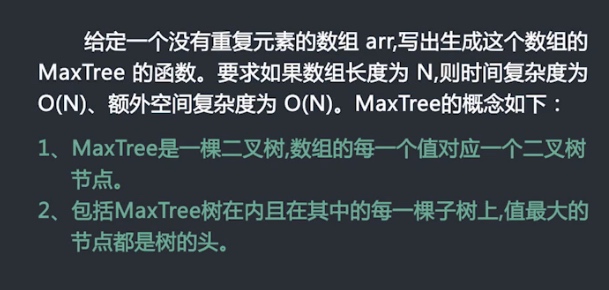 给定一个没有重复元素的数组 arr,写出生成这个数组的
MaxTree 的函数。要求如果数组长度为 N,则时间复杂度为
O(N)、额外空间复杂度为 O(N)。MaxTree的概念如下：
1、MaxTree是一棵二叉树,数组的每一个值对应一个二叉树
节点。
2、包括MaxTree树在内且在其中的每一棵子树上,值最大的
节点都是树的头。